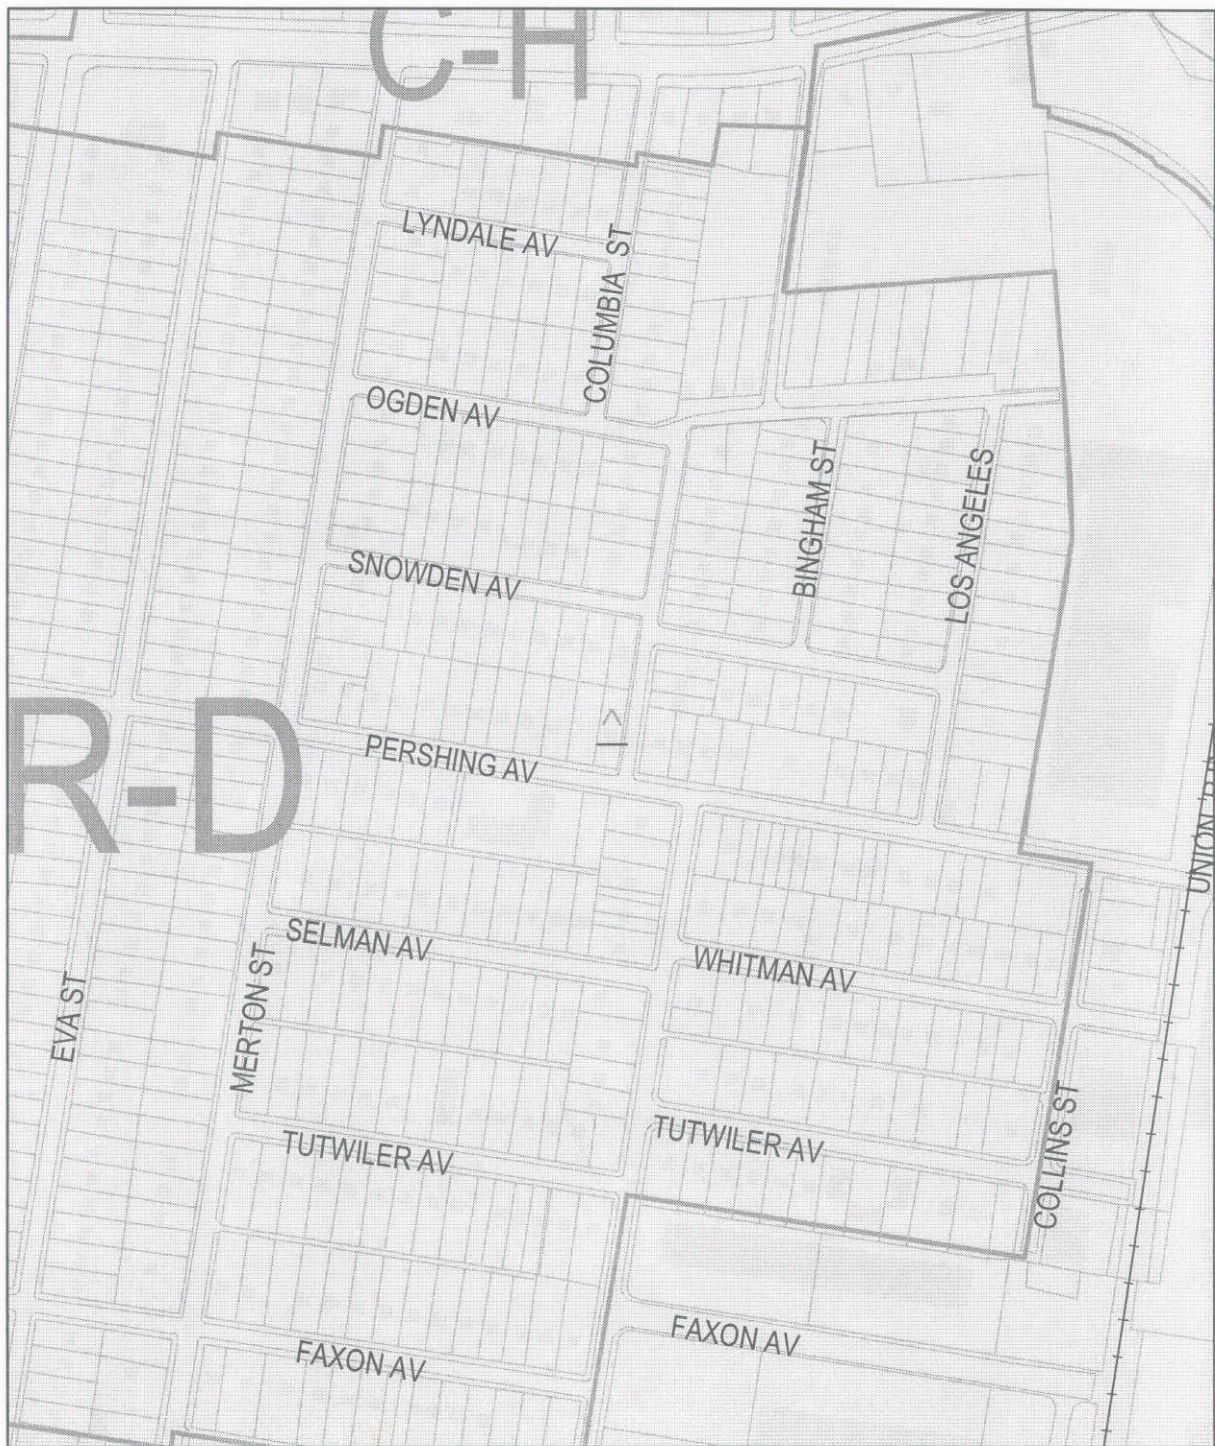 C-H
LYNDALE AV
COLUMBIA ST
OGDEN AV
BINGHAM ST
LOS ANGELES
SNOWDEN AV
R-D
PERSHING AV
UNION
SELMAN AV
WHITMAN AV
EVA ST
MERTON ST
TUTWILER AV
TUTWILER AV
COLLINS ST
FAXON AV
FAXON AV